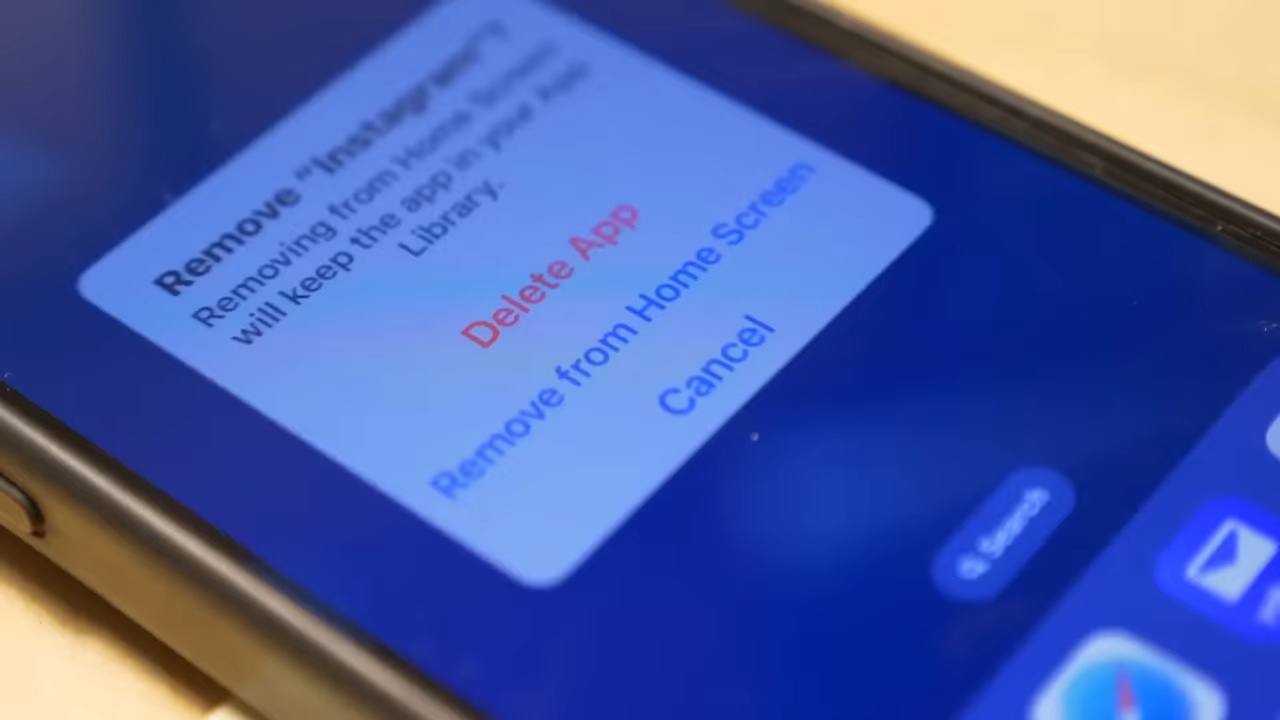 Remove “Instagram”?
Removing from Home Screen
will keep the app in your App
Library.
Delete App
Remove from Home Screen
Cancel
Search